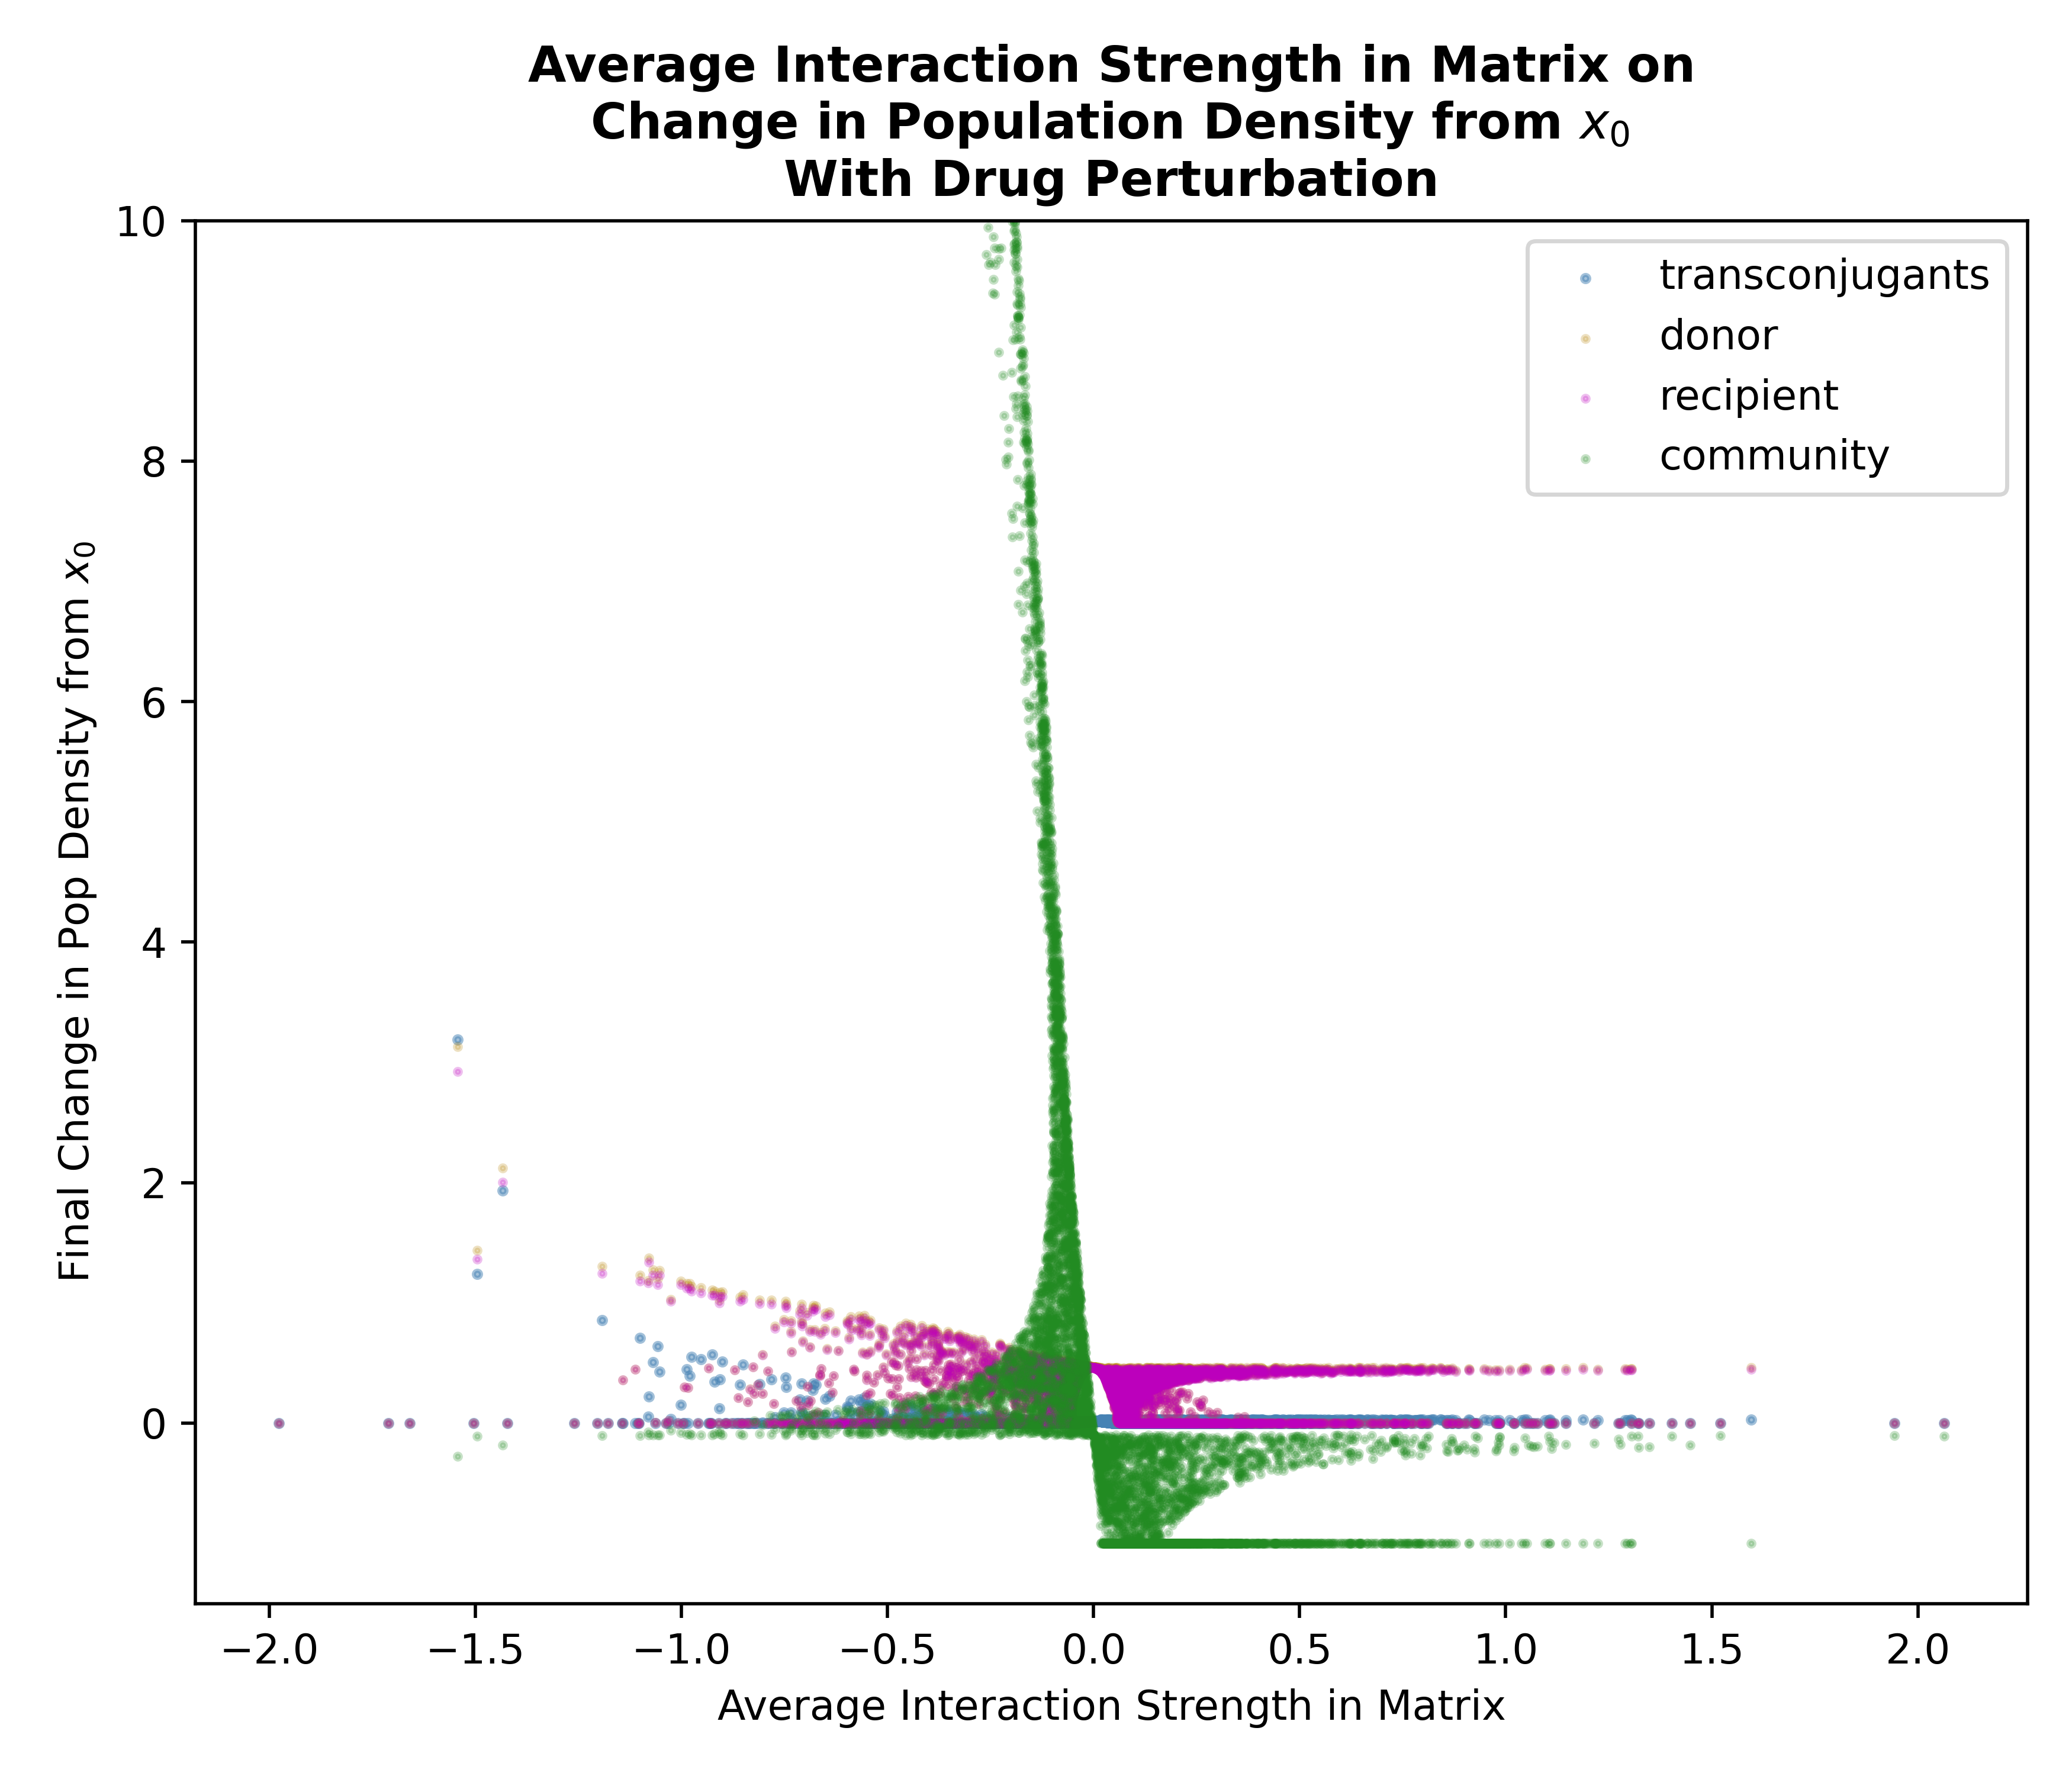 Average Interaction Strength in Matrix on
Change in Population Density from x₀
With Drug Perturbation
10
8
6
4
2
0
Final Change in Pop Density from x₀
transconjugants
donor
recipient
community
−2.0 −1.5 −1.0 −0.5 0.0 0.5 1.0 1.5 2.0
Average Interaction Strength in Matrix